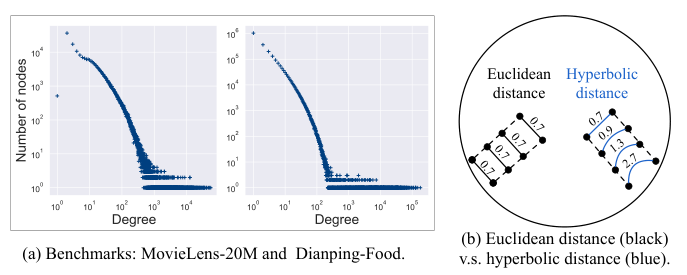 Number of nodes
10^4
10^3
10^2
10^1
10^0
10^0 10^1 10^2 10^3 10^4
Degree
10^6
10^5
10^4
10^3
10^2
10^1
10^0
10^0 10^1 10^2 10^3 10^4 10^5
Degree
(a) Benchmarks: MovieLens-20M and Dianping-Food.
Euclidean
distance
Hyperbolic
distance
0.7
0.7
0.7
0.7
0.7
0.9
1.3
2.7
(b) Euclidean distance (black)
v.s. hyperbolic distance (blue).